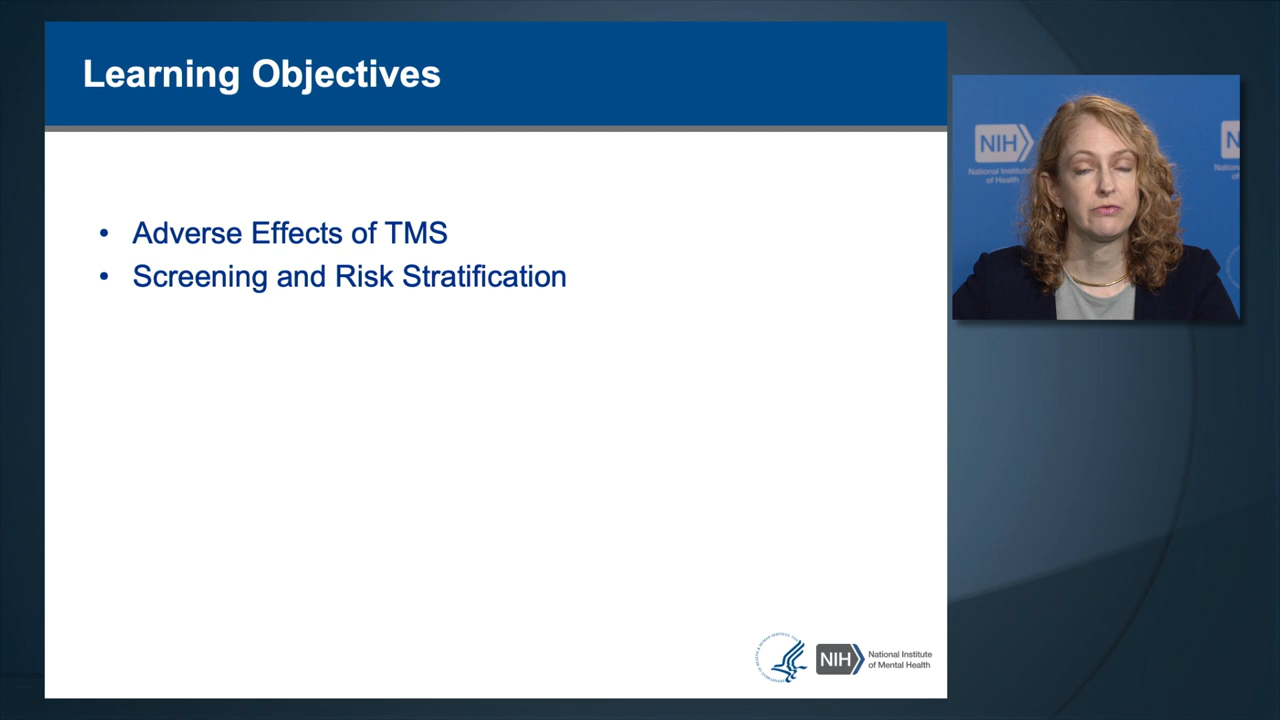 Learning Objectives
• Adverse Effects of TMS
• Screening and Risk Stratification
NIH
National Institute
of Mental Health
NIH
National Institute
of Health
N